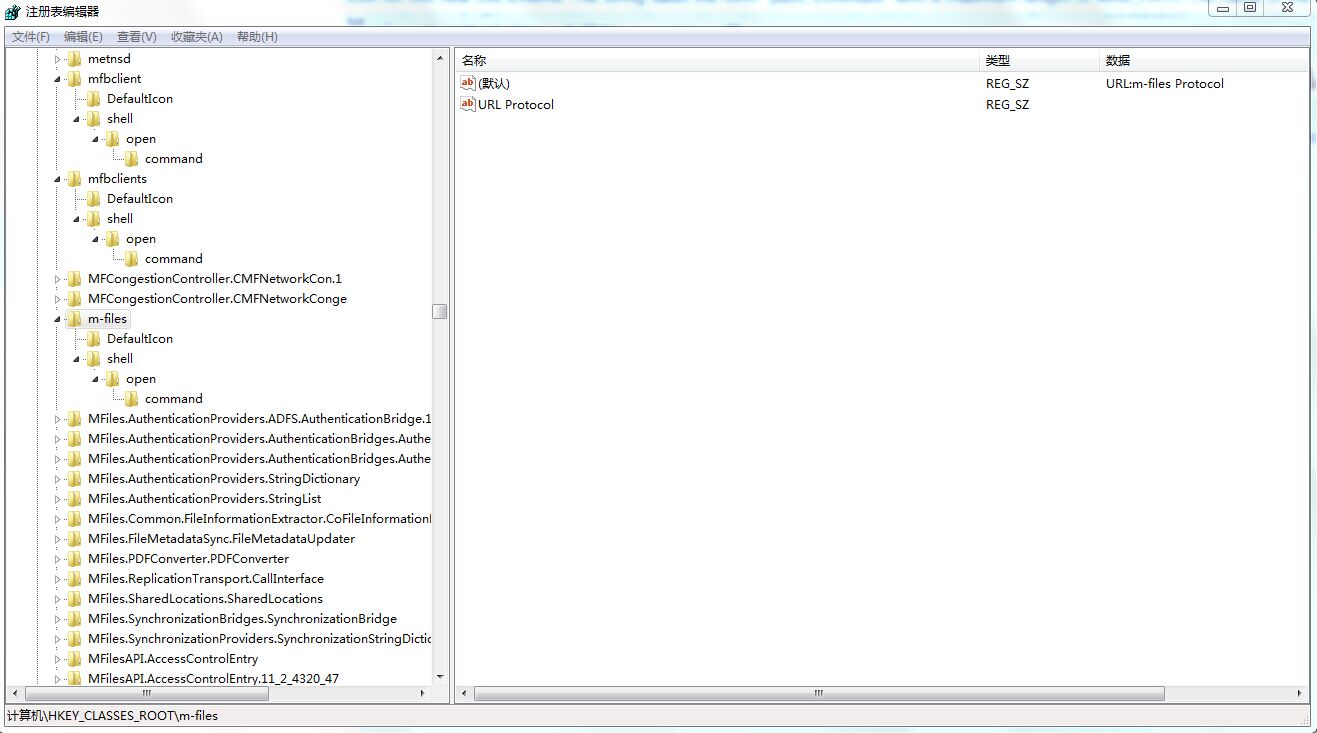 注册表编辑器
文件(F) 编辑(E) 查看(V) 收藏夹(A) 帮助(H)
metnsd
mfbclient
DefaultIcon
shell
open
command
mfbclients
DefaultIcon
shell
open
command
MFCongestionController.CMFNetworkCon.1
MFCongestionController.CMFNetworkConge
m-files
DefaultIcon
shell
open
command
MFiles.AuthenticationProviders.ADFS.AuthenticationBridge.1
MFiles.AuthenticationProviders.AuthenticationBridges.Authe
MFiles.AuthenticationProviders.AuthenticationBridges.Authe
MFiles.AuthenticationProviders.StringDictionary
MFiles.AuthenticationProviders.StringList
MFiles.Common.FileInformationExtractor.CoFileInformation
MFiles.FileMetadataSync.FileMetadataUpdater
MFiles.PDFConverter.PDFConverter
MFiles.ReplicationTransport.CallInterface
MFiles.SharedLocations.SharedLocations
MFiles.SynchronizationBridges.SynchronizationBridge
MFiles.SynchronizationProviders.SynchronizationStringDictio
MFilesAPI.AccessControlEntry
MFilesAPI.AccessControlEntry.11_2_4320_47
名称 类型 数据
ab (默认) REG_SZ URL:m-files Protocol
ab URL Protocol REG_SZ
计算机\HKEY_CLASSES_ROOT\m-files